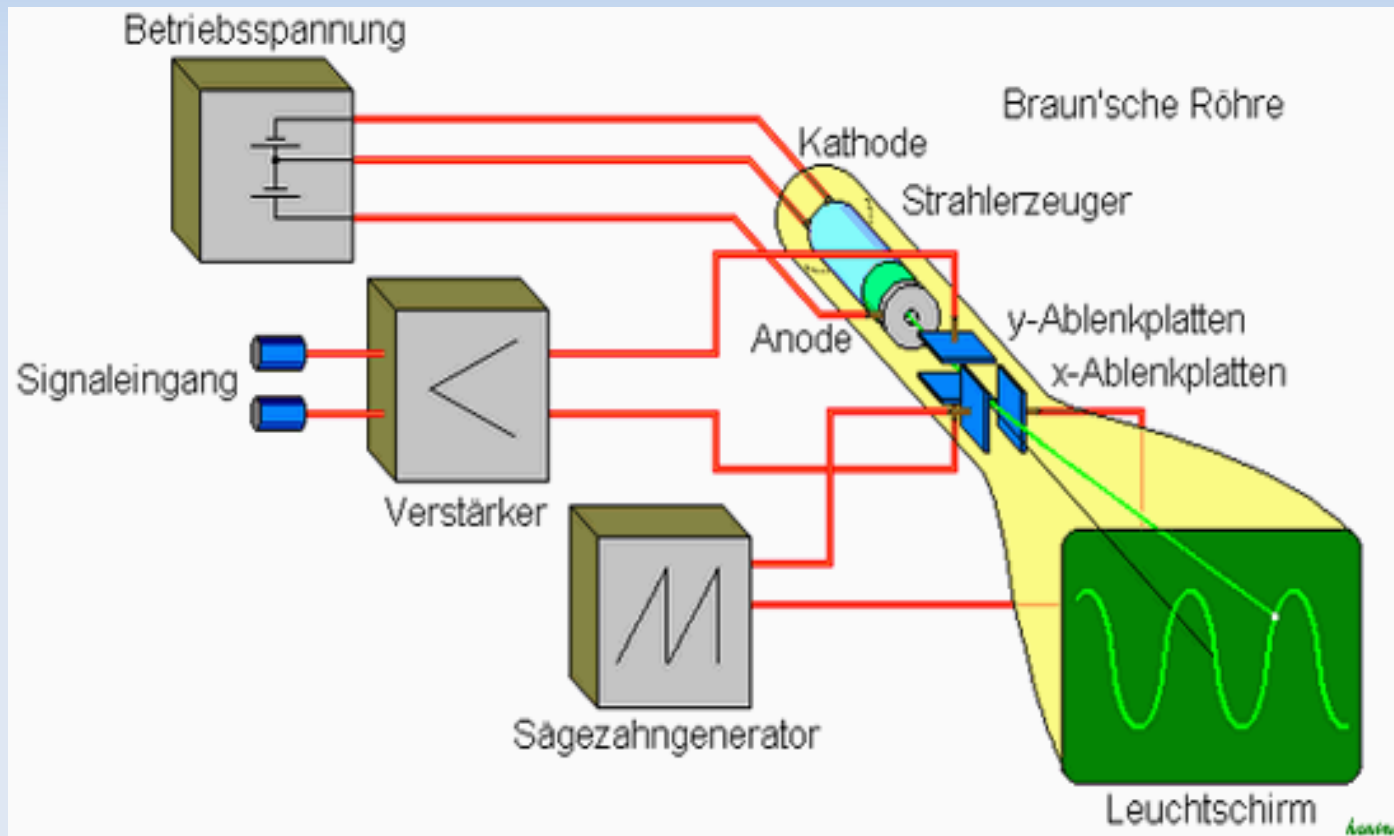 Betriebsspannung
Braun'sche Röhre
Kathode
Strahlerzeuger
y-Ablenkplatten
Anode
x-Ablenkplatten
Signaleingang
Verstärker
Sägezahngenerator
Leuchtschirm